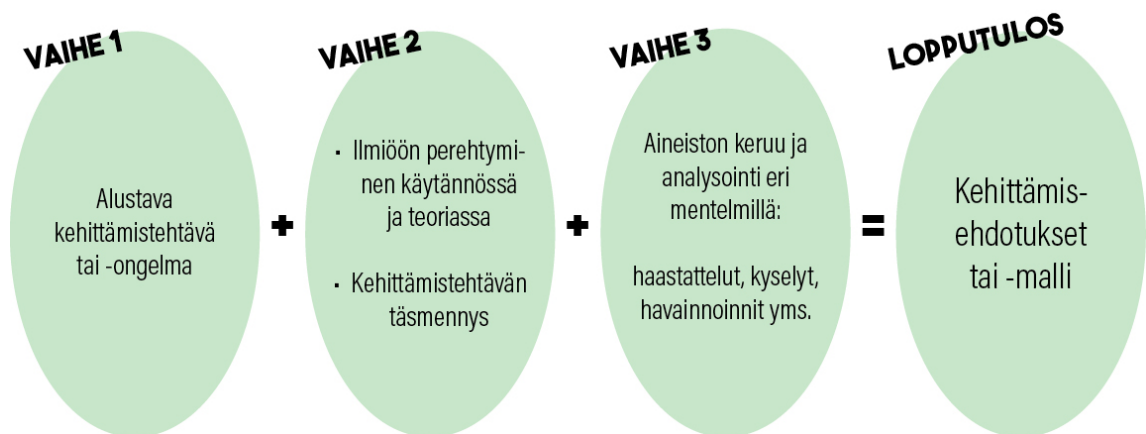 VAIHE 1
Alustava
kehittämistehtävä
tai -ongelma
+
VAIHE 2
· Ilmiöön perehtymi-
nen käytännössä
ja teoriassa
· Kehittämistehtävän
täsmennys
+
VAIHE 3
Aineiston keruu ja
analysointi eri
mentelmillä:
haastattelut, kyselyt,
havainnoinnit yms.
=
LOPPUTULOS
Kehittämis-
ehdotukset
tai -malli